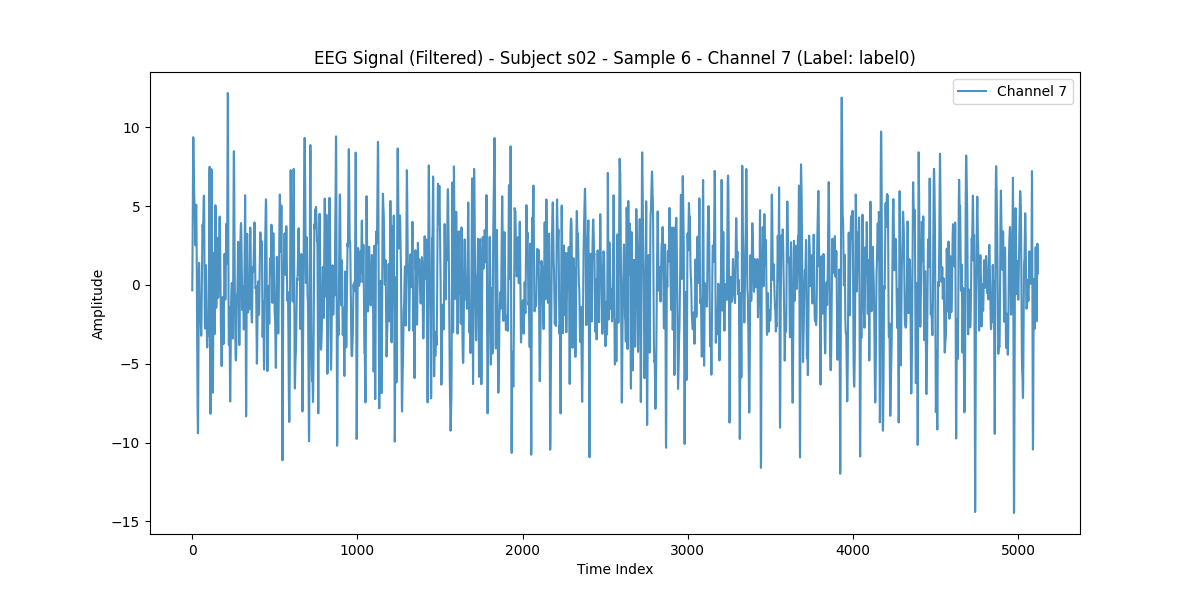 EEG Signal (Filtered) - Subject s02 - Sample 6 - Channel 7 (Label: label0)
Channel 7
10
5
0
−5
−10
−15
Amplitude
0 1000 2000 3000 4000 5000
Time Index